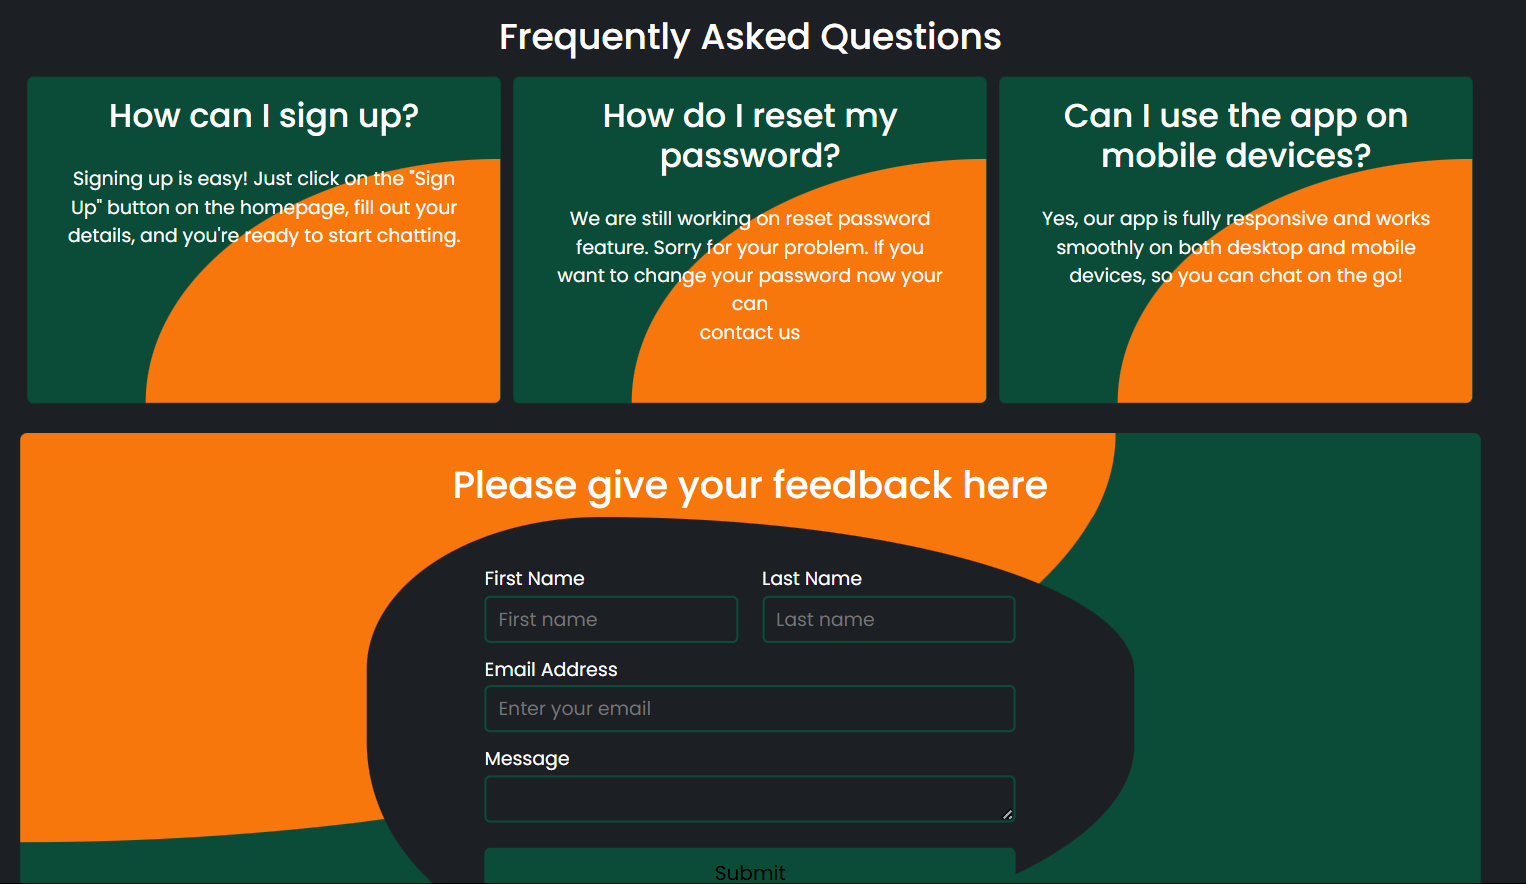 Frequently Asked Questions
How can I sign up?
Signing up is easy! Just click on the "Sign
Up" button on the homepage, fill out your
details, and you're ready to start chatting.
How do I reset my
password?
We are still working on reset password
feature. Sorry for your problem. If you
want to change your password now your
can
contact us
Can I use the app on
mobile devices?
Yes, our app is fully responsive and works
smoothly on both desktop and mobile
devices, so you can chat on the go!
Please give your feedback here
First Name
Last Name
First name
Last name
Email Address
Enter your email
Message
Submit